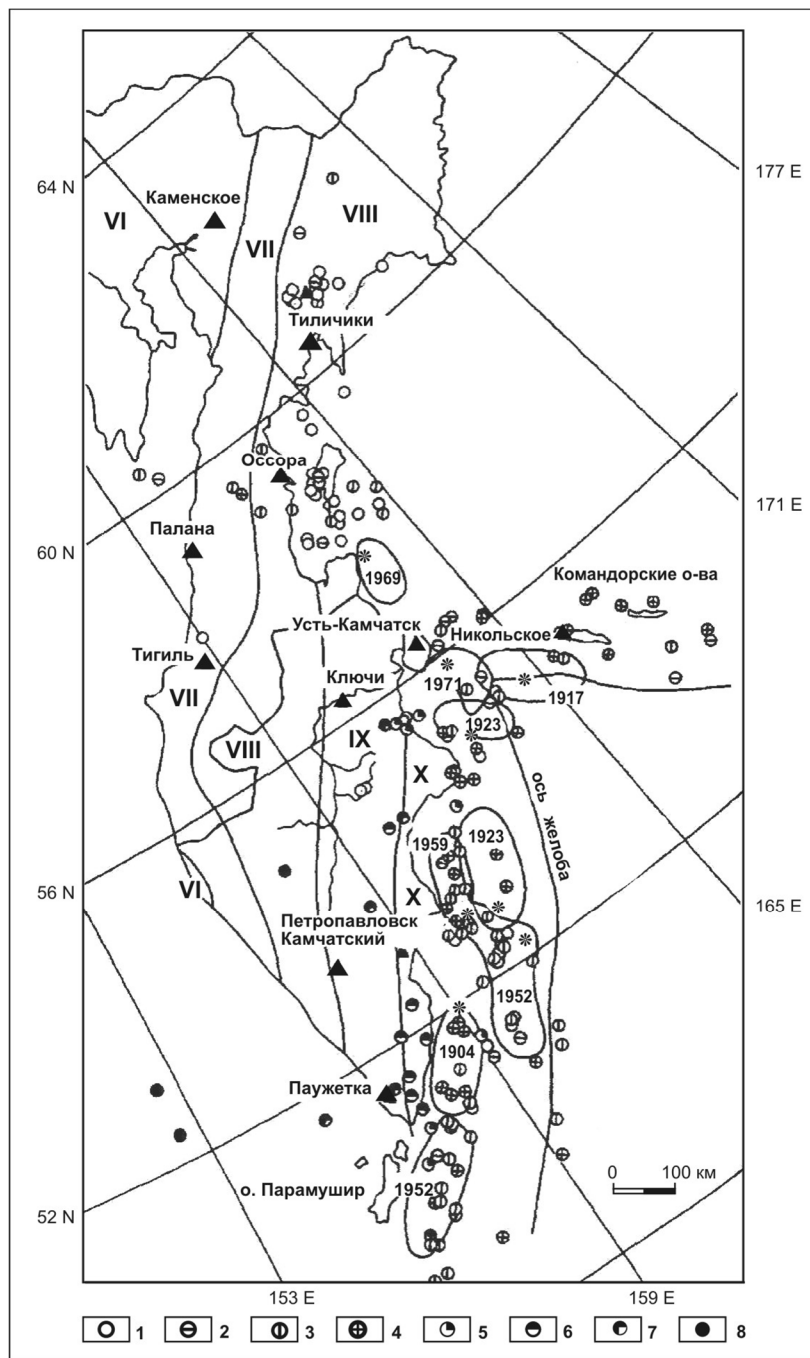 177 E
64 N
Каменское
VI
VIII
VII
Тиличики
Оссора
171 E
Палана
60 N
1969
Командорские о-ва
Усть-Камчатск
Никольское
Тигиль
Ключи
1971
1917
VII
1923
VIII
IX
X
ось желоба
1959
1923
VI
56 N
X
165 E
Петропавловск
Камчатский
1952
1904
Паужетка
0 100 км
о. Парамушир
1952
52 N
153 E
159 E
1 2 3 4 5 6 7 8